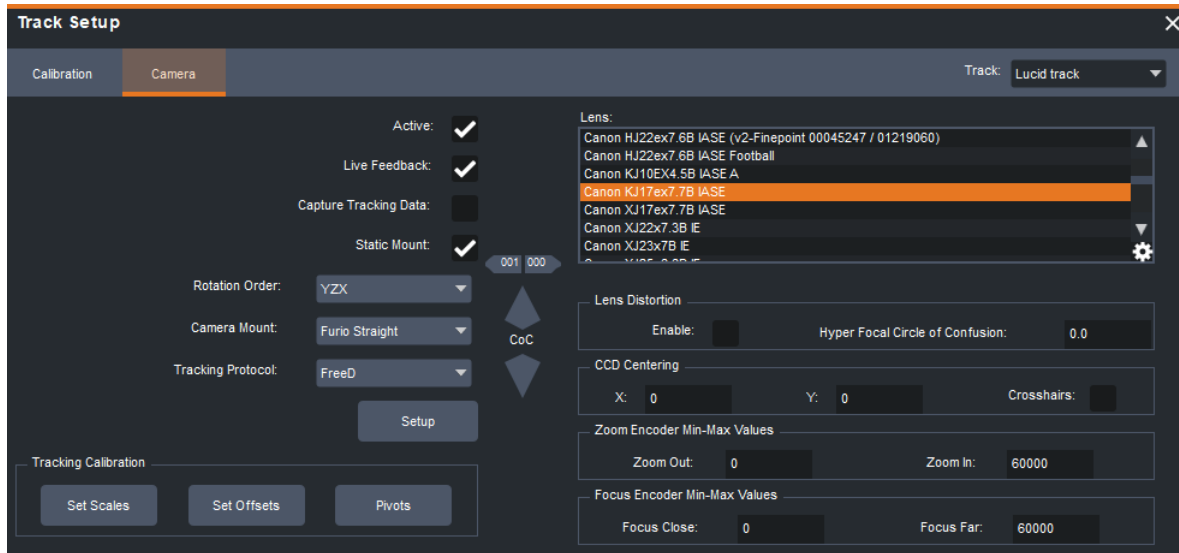 Track Setup
Calibration
Camera
Track:
Lucid track
Active:
Live Feedback:
Capture Tracking Data:
Static Mount:
001 000
Rotation Order:
YZX
Camera Mount:
Furio Straight
CoC
Tracking Protocol:
FreeD
Setup
Tracking Calibration
Set Scales
Set Offsets
Pivots
Lens:
Canon HJ22ex7.6B IASE (v2-Finepoint 00045247 / 01219060)
Canon HJ22ex7.6B IASE Football
Canon KJ10EX4.5B IASE A
Canon KJ17ex7.7B IASE
Canon XJ17ex7.7B IASE
Canon XJ22x7.3B IE
Canon XJ23x7B IE
Lens Distortion
Enable:
Hyper Focal Circle of Confusion:
0.0
CCD Centering
X:
0
Y:
0
Crosshairs:
Zoom Encoder Min-Max Values
Zoom Out:
0
Zoom In:
60000
Focus Encoder Min-Max Values
Focus Close:
0
Focus Far:
60000